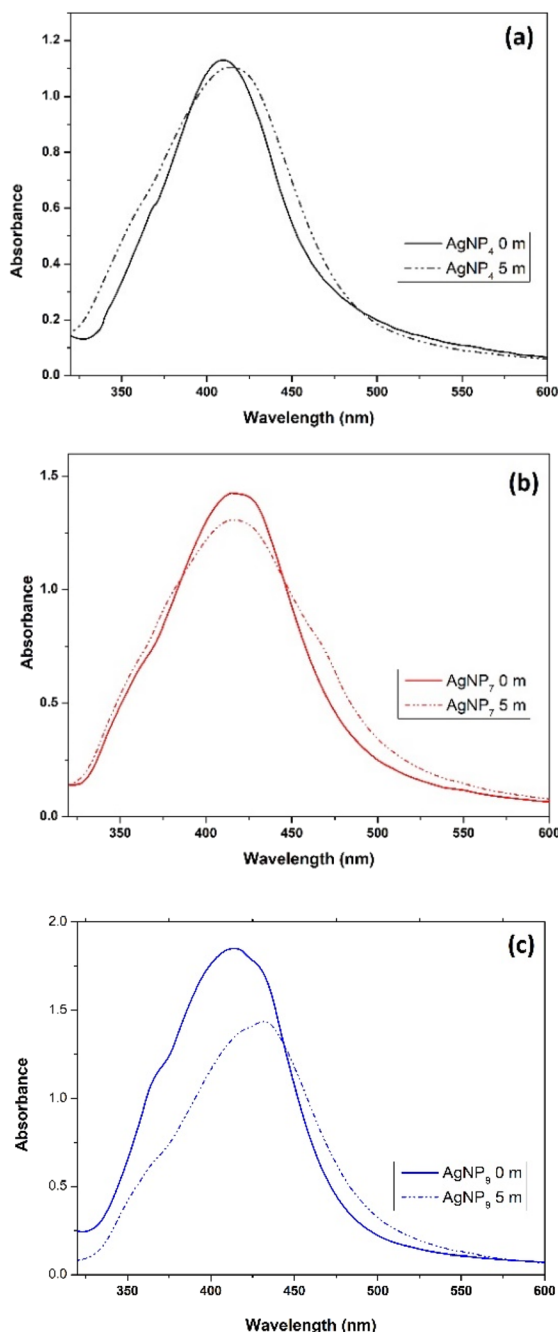 (a)
1.2
1.0
0.8
0.6
0.4
0.2
0.0
Absorbance
AgNP₄ 0 m
AgNP₄ 5 m
350 400 450 500 550 600
Wavelength (nm)
(b)
1.5
1.0
0.5
0.0
Absorbance
AgNP₇ 0 m
AgNP₇ 5 m
350 400 450 500 550 600
Wavelength (nm)
(c)
2.0
1.5
1.0
0.5
0.0
Absorbance
AgNP₉ 0 m
AgNP₉ 5 m
350 400 450 500 550 600
Wavelength (nm)